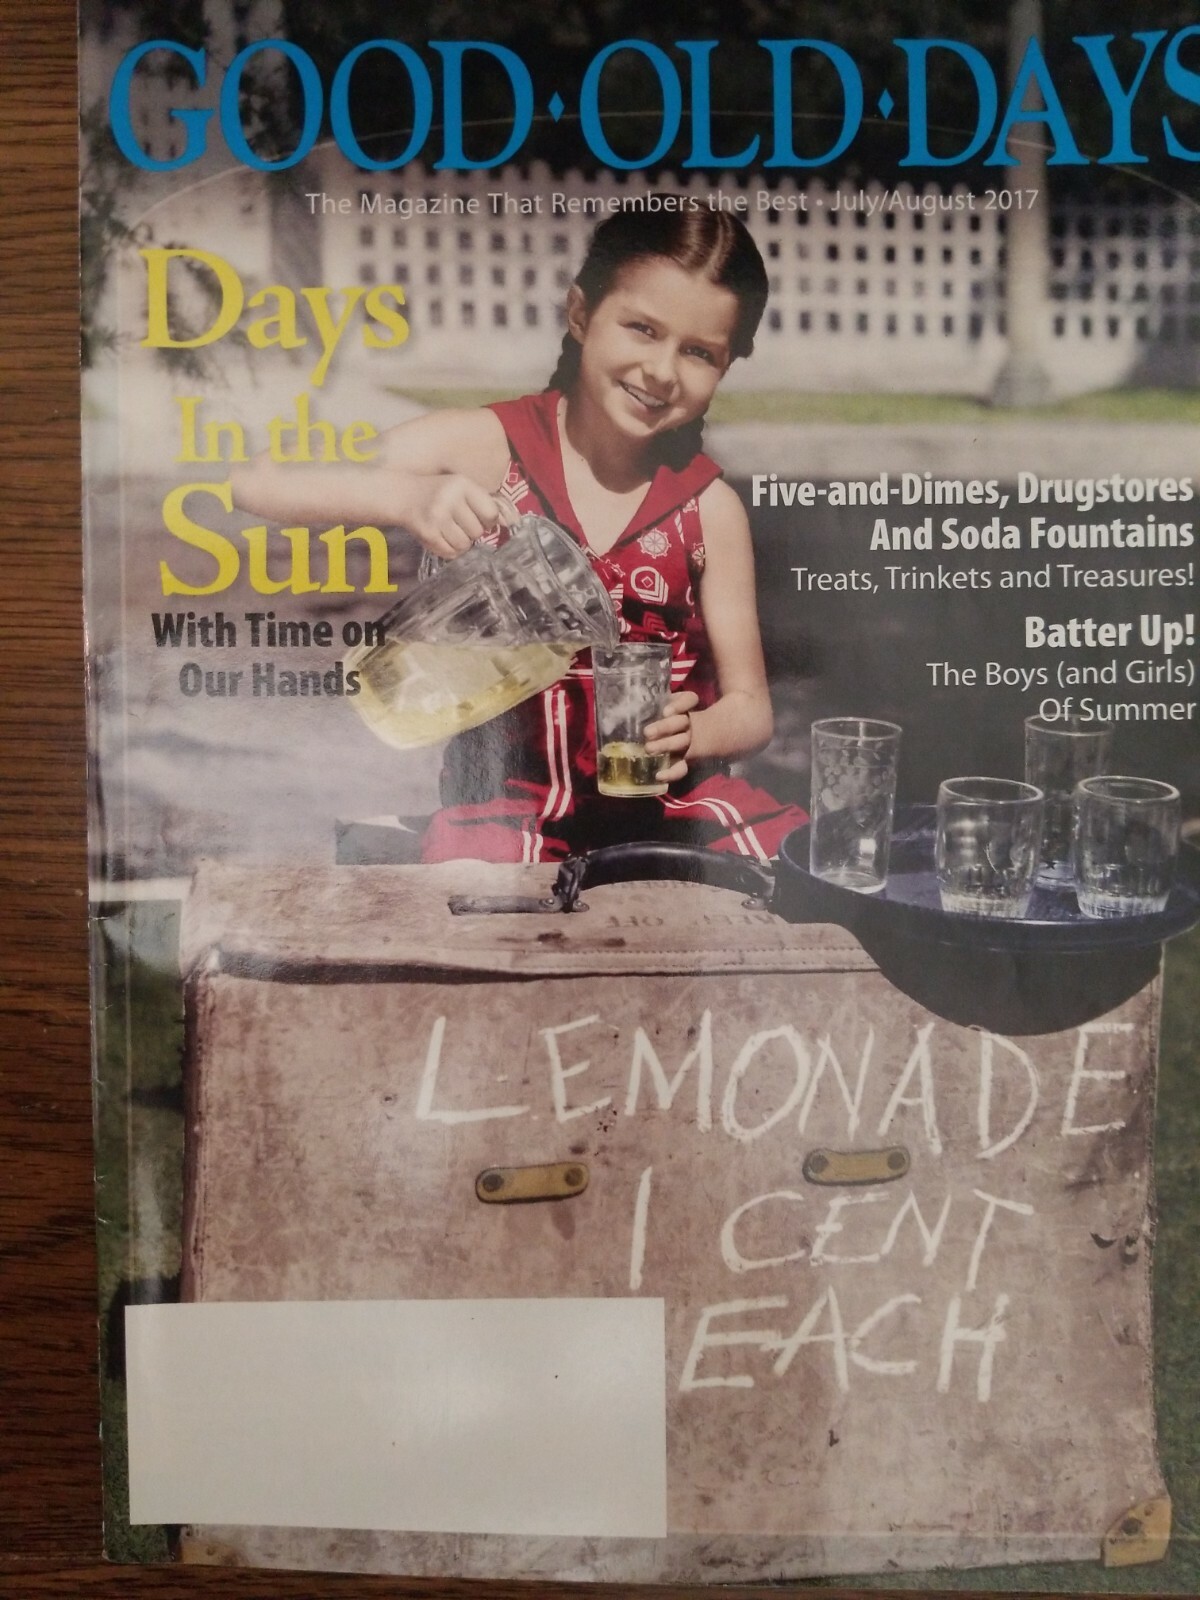 GOOD•OLD•DAYS
The Magazine That Remembers the Best • July/August 2017
Days
In the
Sun
With Time on
Our Hands
Five-and-Dimes, Drugstores
And Soda Fountains
Treats, Trinkets and Treasures!
Batter Up!
The Boys (and Girls)
Of Summer
LEMONADE
1 CENT
EACH